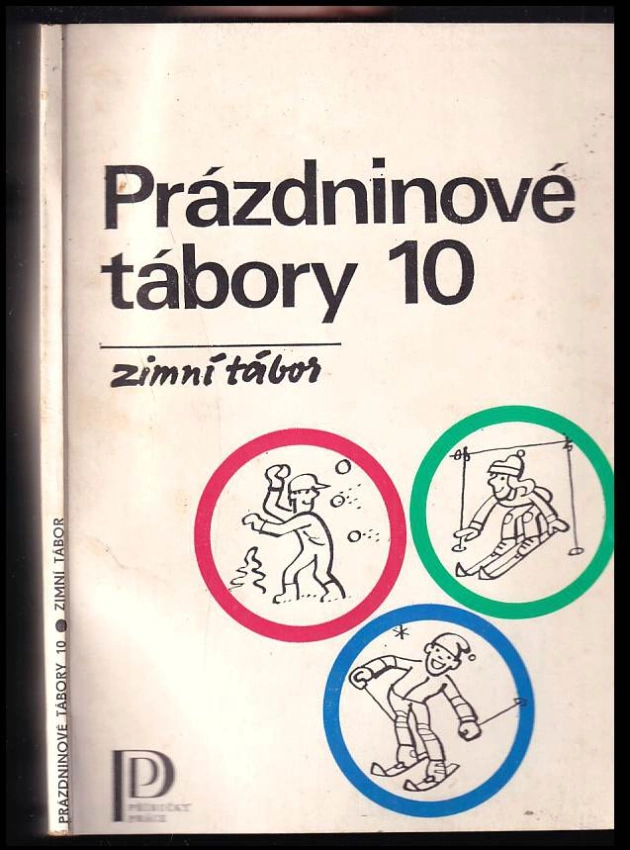 Prázdninové
tábory 10
zimní tábor
PRÁZDNINOVÉ TÁBORY 10 ● ZIMNÍ TÁBOR